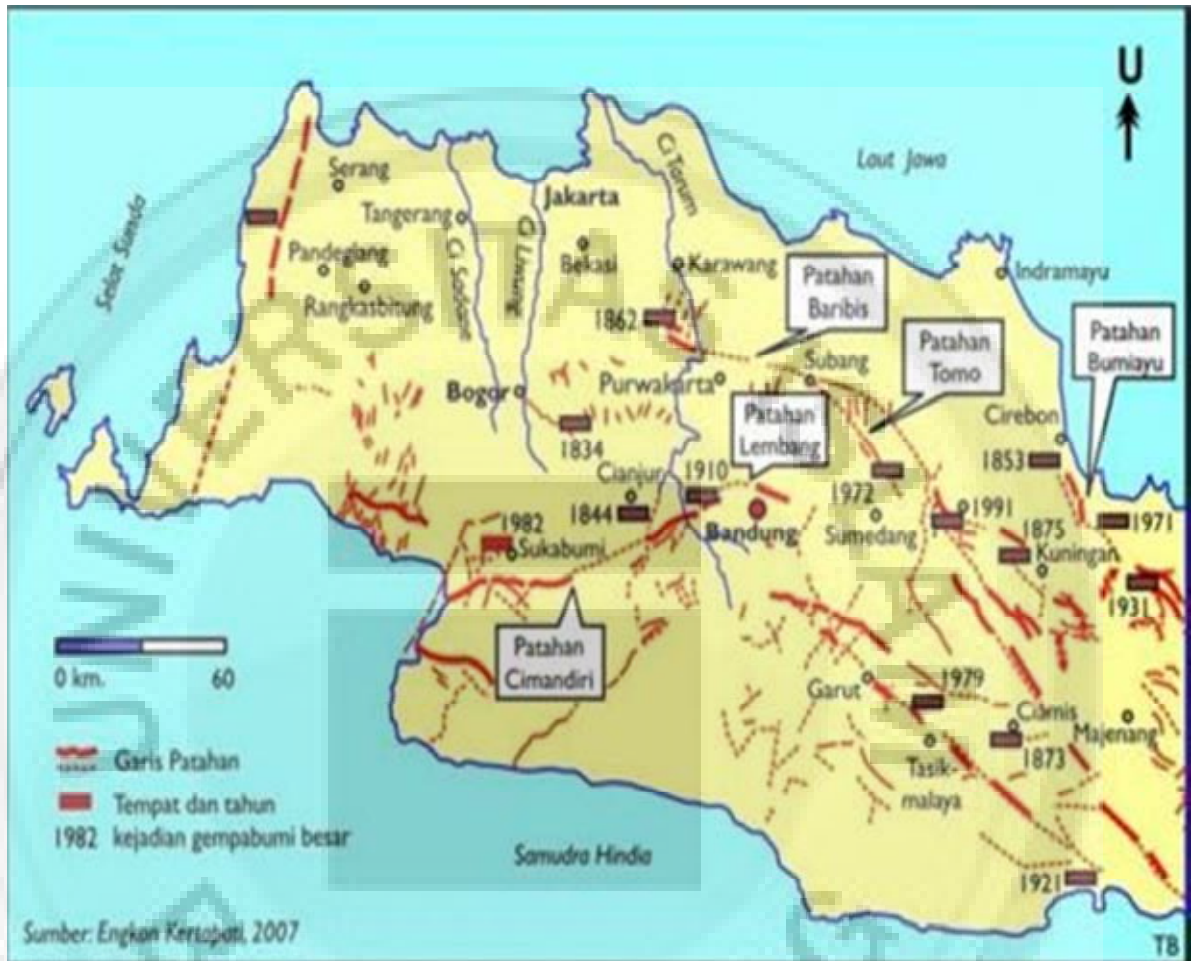 U
Laut Jawa
Selat Sunda
Serang
Jakarta
Ci Tarum
Tangerang
Ci Sadane
Ci Liwung
Pandeglang
Bekasi
Karawang
Indramayu
Rangkasbitung
Patahan
Baribis
1862
Patahan
Tomo
Patahan
Bumiayu
Subang
Bogor
Purwakarta
Patahan
Lembang
Cirebon
1834
Cianjur
1910
1853
1972
1844
Bandung
Sumedang
1991
1875
Kuningan
1971
1982
Sukabumi
1931
Patahan
Cimandiri
0 km.
60
Garut
1979
Ciamis
1873
Majenang
Tasik-
malaya
Garis Patahan
Tempat dan tahun
1982 kejadian gempabumi besar
Samudra Hindia
1921
Sumber: Engkan Kertapati, 2007
TB